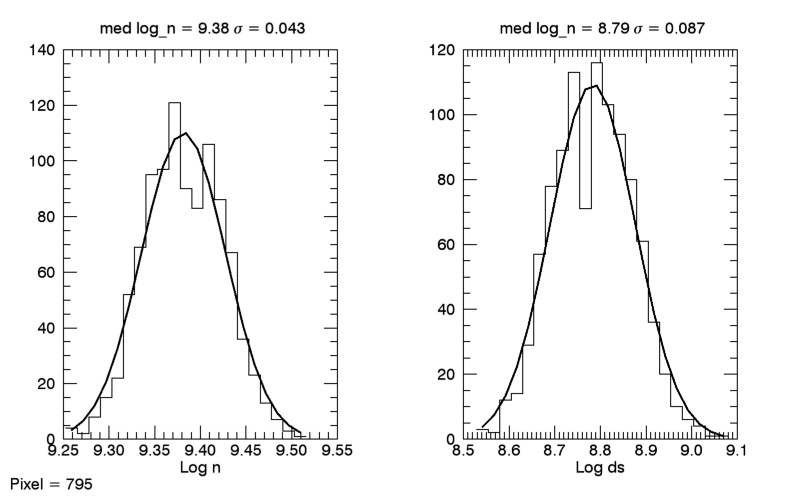 med log_n = 9.38 σ = 0.043
140
120
100
80
60
40
20
0
9.25 9.30 9.35 9.40 9.45 9.50 9.55
Log n
med log_n = 8.79 σ = 0.087
120
100
80
60
40
20
0
8.5 8.6 8.7 8.8 8.9 9.0 9.1
Log ds
Pixel = 795